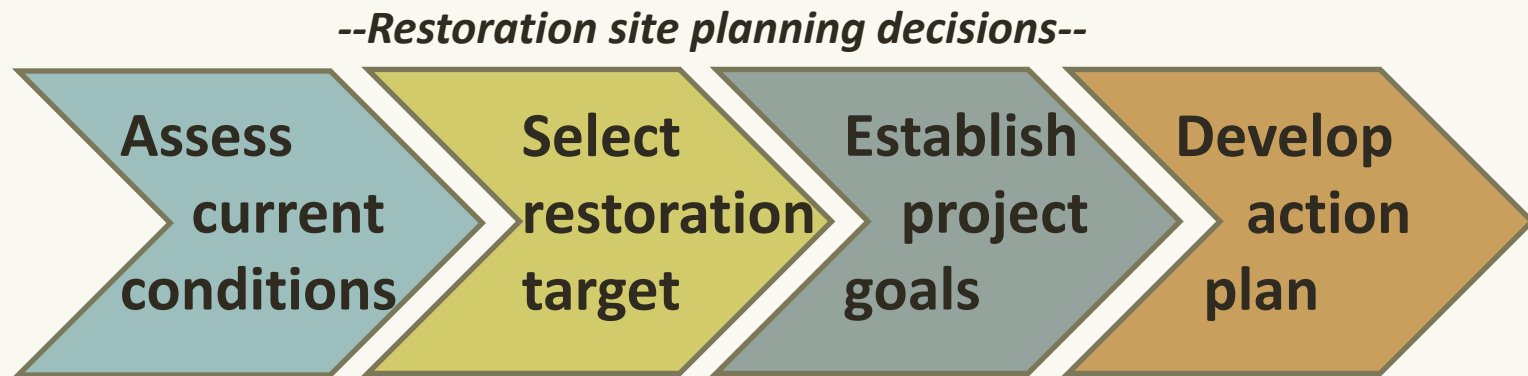 --Restoration site planning decisions--
Assess
current
conditions
Select
restoration
target
Establish
project
goals
Develop
action
plan